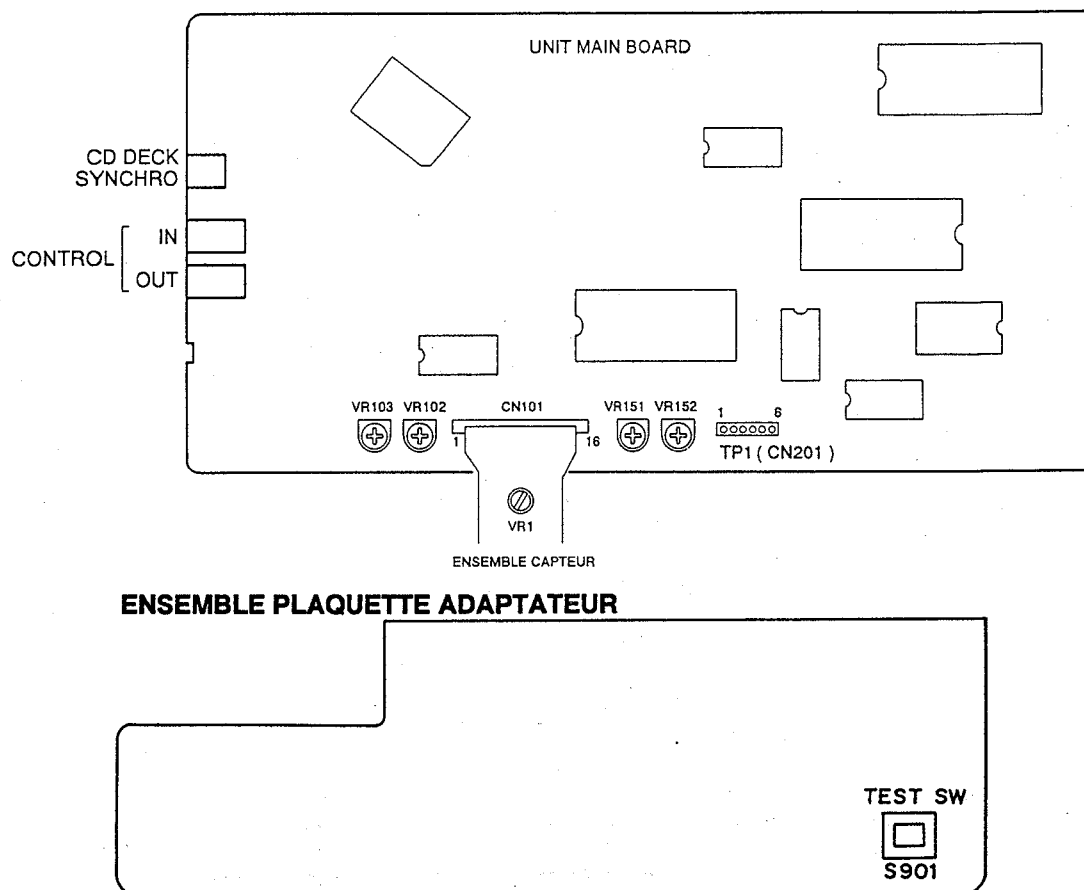 UNIT MAIN BOARD
CD DECK
SYNCHRO
CONTROL
IN
OUT
VR103
VR102
CN101
VR151
VR152
1
16
1
6
TP1 ( CN201 )
VR1
ENSEMBLE CAPTEUR
ENSEMBLE PLAQUETTE ADAPTATEUR
TEST SW
S901